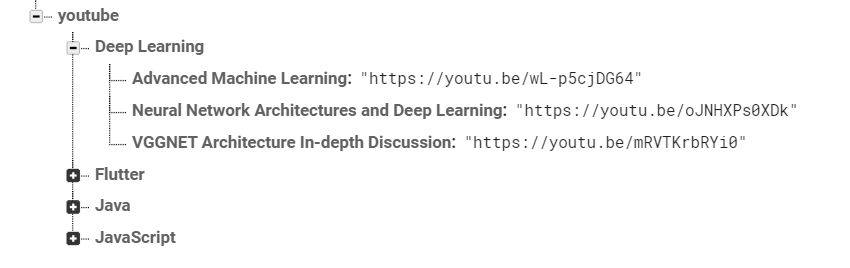 youtube
Deep Learning
Advanced Machine Learning: "https://youtu.be/wL-p5cjDG64"
Neural Network Architectures and Deep Learning: "https://youtu.be/oJNHXPs0XDk"
VGGNET Architecture In-depth Discussion: "https://youtu.be/mRVTKrbRYi0"
Flutter
Java
JavaScript